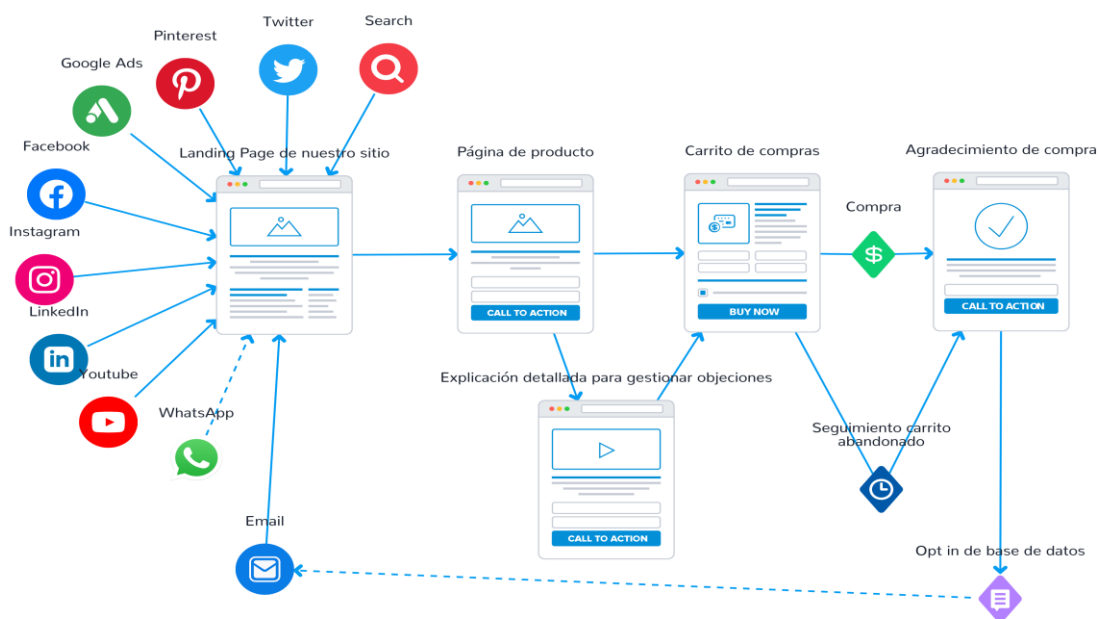 Twitter
Search
Pinterest
Google Ads
Facebook
Landing Page de nuestro sitio
Página de producto
Carrito de compras
Agradecimiento de compra
Instagram
Compra
$
LinkedIn
in
CALL TO ACTION
BUY NOW
CALL TO ACTION
Youtube
Explicación detallada para gestionar objeciones
WhatsApp
Seguimiento carrito
abandonado
CALL TO ACTION
Email
Opt in de base de datos